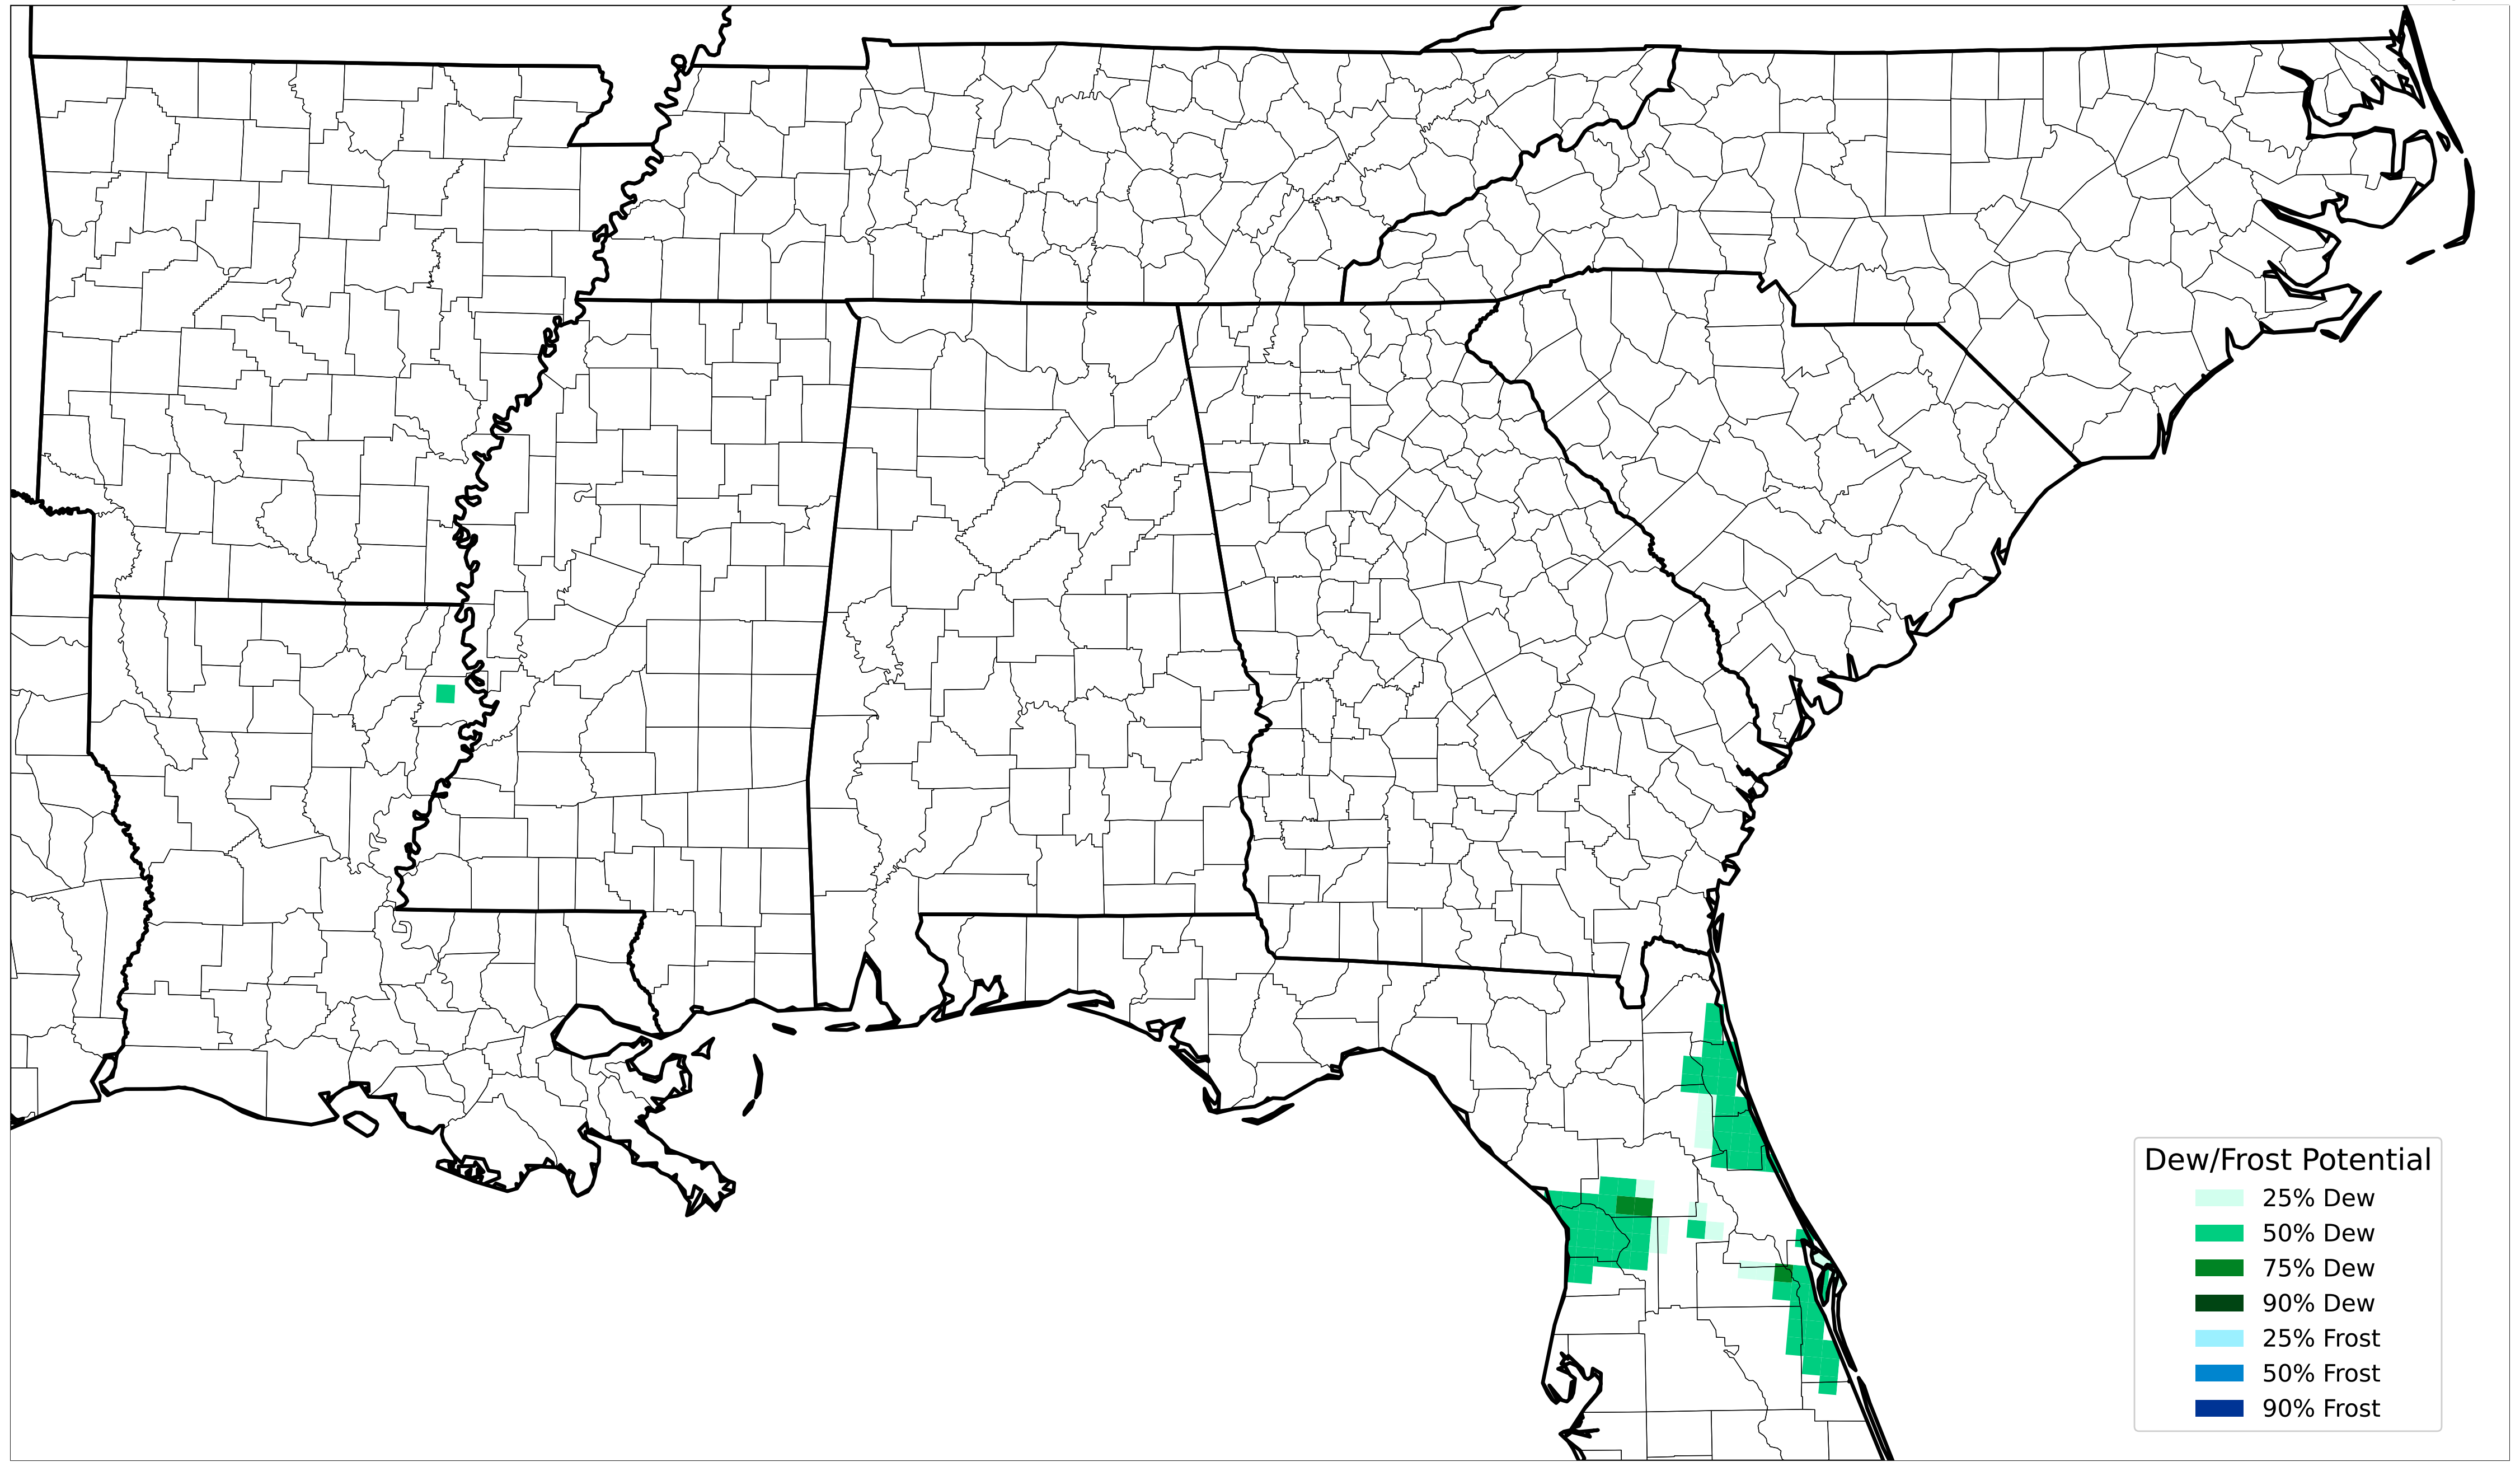 Dew/Frost Potential
25% Dew
50% Dew
75% Dew
90% Dew
25% Frost
50% Frost
90% Frost